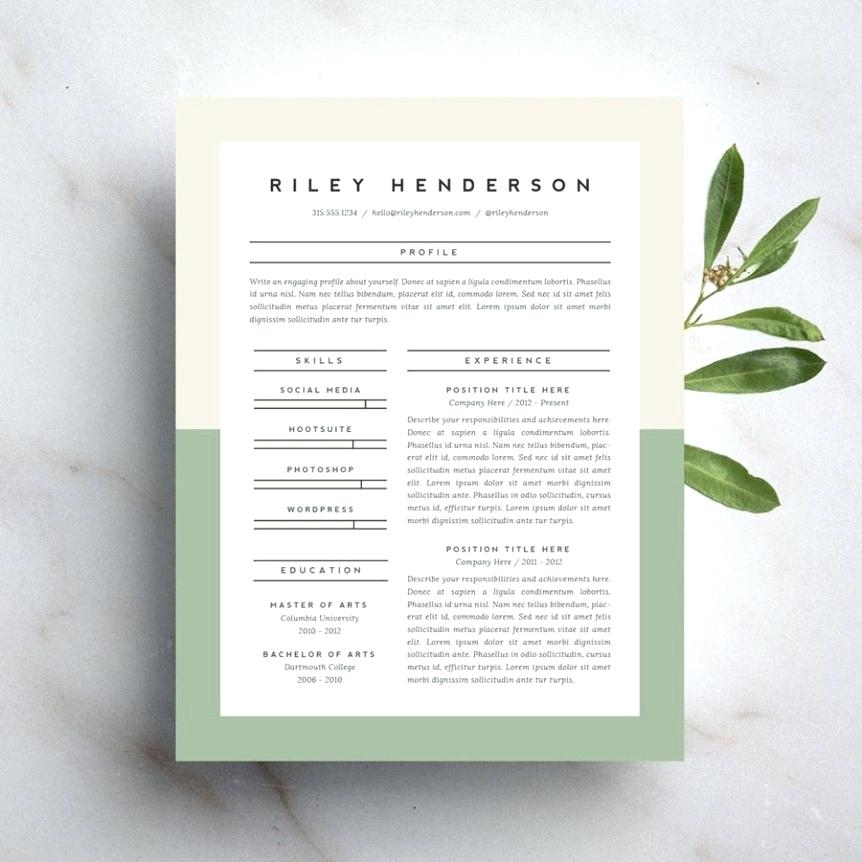 RILEY HENDERSON
315.555.1234 / hello@rileyhenderson.com / @rileyhenderson
PROFILE
Write an engaging profile about yourself. Donec at sapien a ligula condimentum lobortis. Phasellus
id urna nisl. Nam nec tellus bibendum, placerat elit id, commodo lorem. Sed nec id sit amet felis
sollicitudin metus placerat fermentum vitae sit amet quam. Lorem ipsum dolor sit amet morbi
dignissim sollicitudin ante tur turpis.
SKILLS
SOCIAL MEDIA
HOOTSUITE
PHOTOSHOP
WORDPRESS
EDUCATION
MASTER OF ARTS
Columbia University
2010 - 2012
BACHELOR OF ARTS
Dartmouth College
2006 - 2010
EXPERIENCE
POSITION TITLE HERE
Company Here / 2012 - Present
Describe your responsibilities and achievements here.
Donec at sapien a ligula condimentum lobortis.
Phasellus id urna nisl. Nam nec tellus bibendum, plac-
erat elit id, commodo lorem. Sed nec id sit amet felis
sollicitudin metus placerat fermentum vitae sit amet
elit. Lorem ipsum dolor sit amet morbi dignissim
sollicitudin ante. Phasellus in odio sollicitudin, cursus
metus id, efficitur turpis. Lorem ipsum dolor sit amet
morbi dignissim sollicitudin ante tur turpis.
POSITION TITLE HERE
Company Here / 2011 - 2012
Describe your responsibilities and achievements here.
Donec at sapien a ligula condimentum lobortis.
Phasellus id urna nisl. Nam nec tellus bibendum, plac-
erat elit id, commodo lorem. Sed nec id sit amet felis
sollicitudin metus placerat fermentum vitae sit amet
elit. Lorem ipsum dolor sit amet morbi dignissim
sollicitudin ante. Phasellus in odio sollicitudin, cursus
metus id, efficitur turpis. Lorem ipsum dolor sit amet
morbi dignissim sollicitudin ante tur turpis.